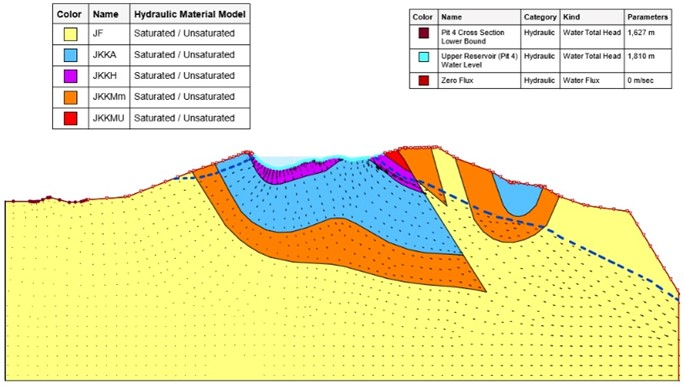 Color Name Hydraulic Material Model
JF Saturated / Unsaturated
JKKA Saturated / Unsaturated
JKKH Saturated / Unsaturated
JKKMm Saturated / Unsaturated
JKKMU Saturated / Unsaturated
Color Name Category Kind Parameters
Pit 4 Cross Section Hydraulic Water Total Head 1,627 m
Lower Bound
Upper Reservoir (Pit 4) Hydraulic Water Total Head 1,810 m
Water Level
Zero Flux Hydraulic Water Flux 0 m/sec